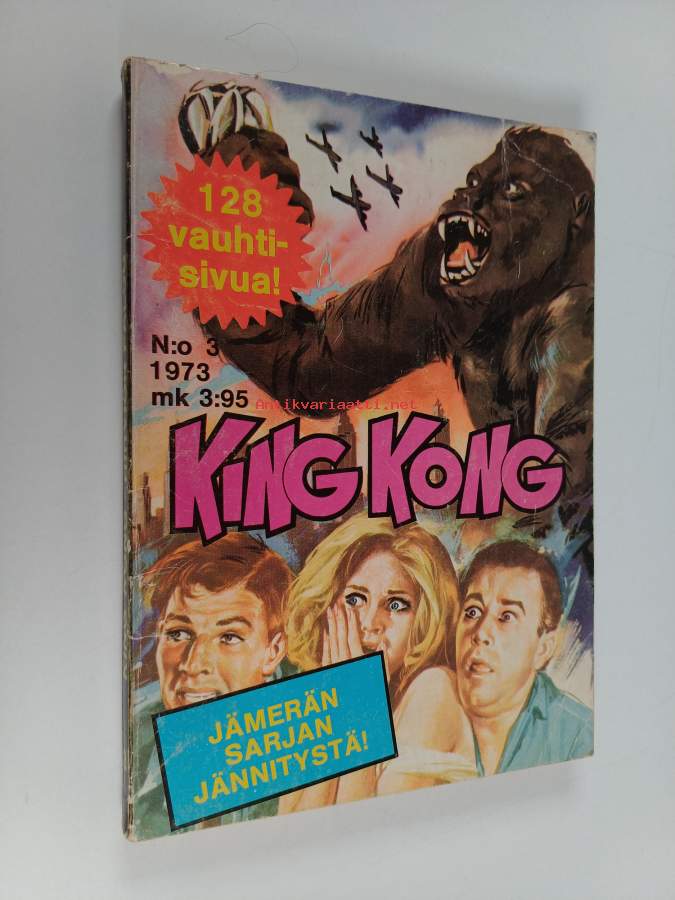 128
vauhti-
sivua!
N:o 3
1973
mk 3:95
Antikvariaatti.net
KING KONG
JÄMERÄN
SARJAN
JÄNNITYSTÄ!